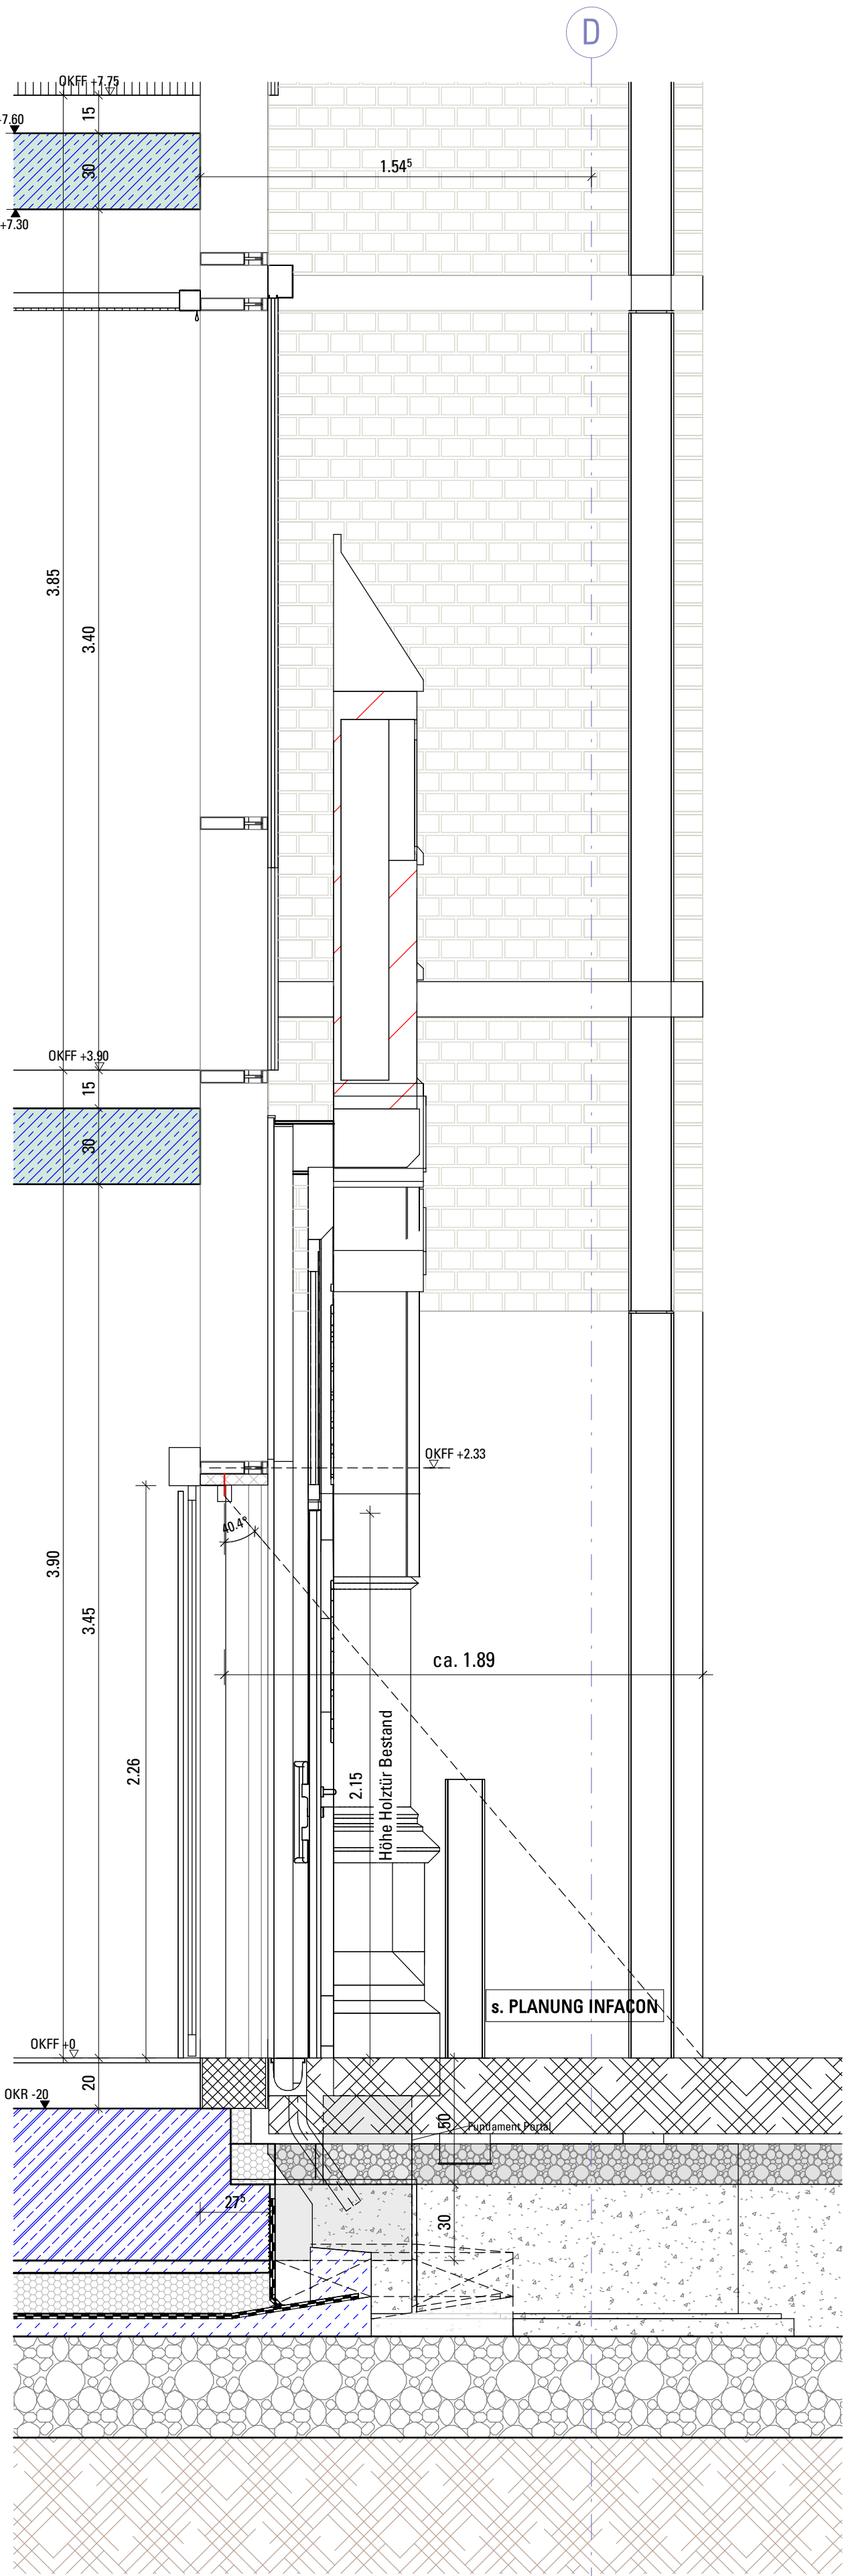 D
OKFF +7.75
15
7.60
30
1.54⁵
+7.30
3.85
3.40
OKFF +3.90
15
30
OKFF +2.33
40.4°
3.90
3.45
ca. 1.89
2.26
2.15
Höhe Holztür Bestand
s. PLANUNG INFACON
OKFF +0
20
OKR -20
50
Fundament Portal
27⁵
30